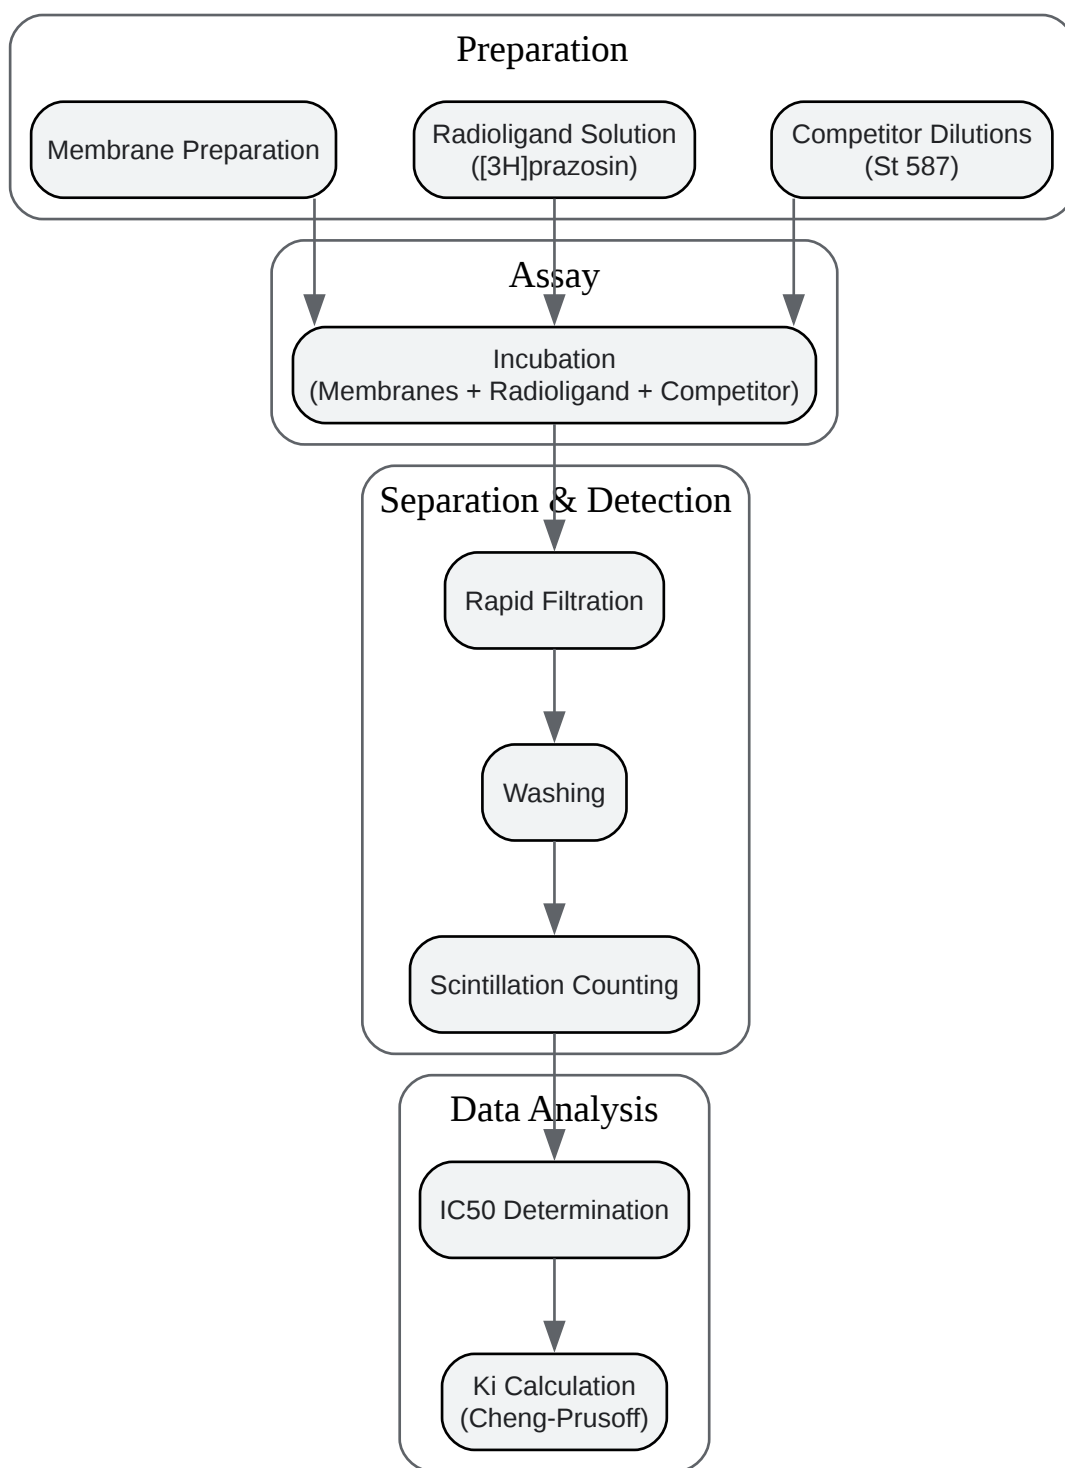 Preparation
Membrane Preparation
Radioligand Solution
([3H]prazosin)
Competitor Dilutions
(St 587)
Assay
Incubation
(Membranes + Radioligand + Competitor)
Separation & Detection
Rapid Filtration
Washing
Scintillation Counting
Data Analysis
IC50 Determination
Ki Calculation
(Cheng-Prusoff)